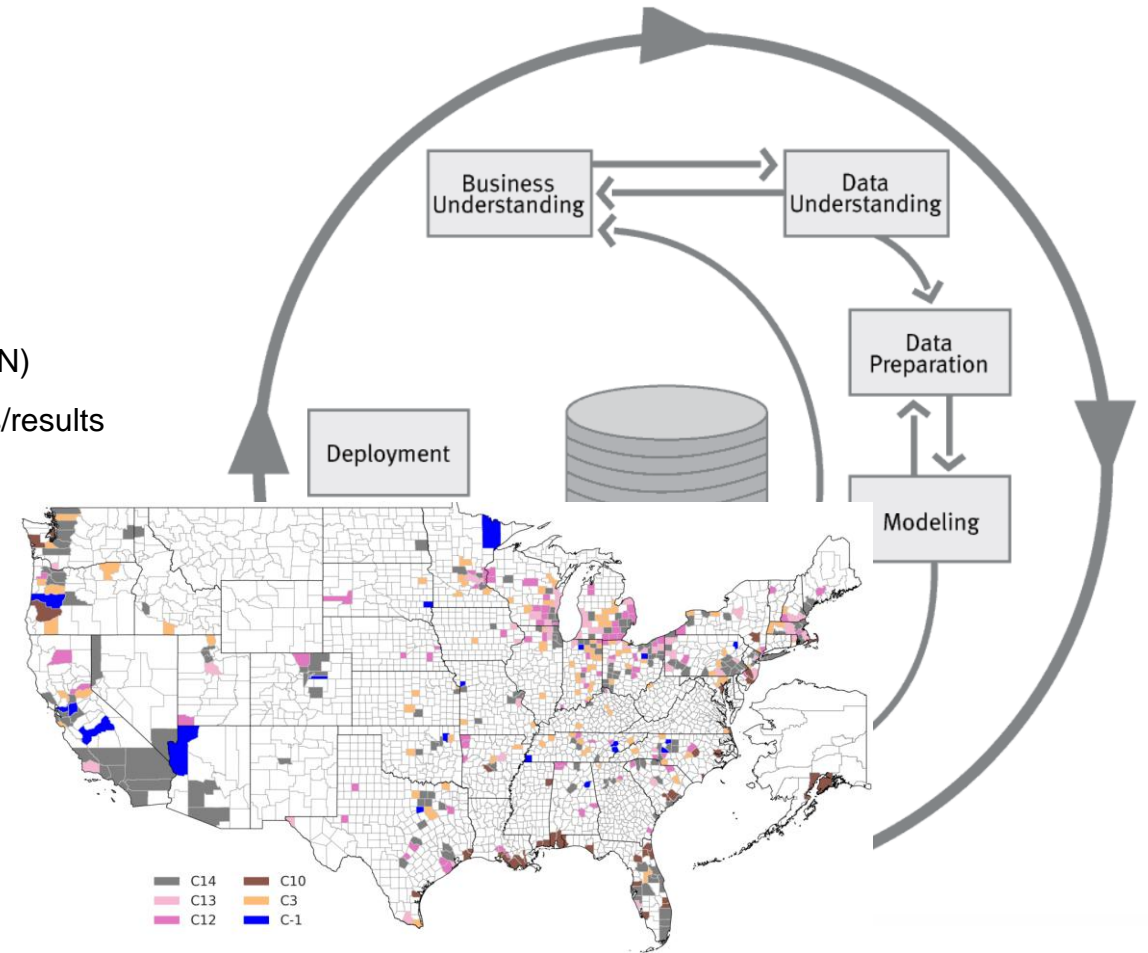 Business
Understanding
Data
Understanding
Data
Preparation
N)
/results
Deployment
Modeling
C14
C13
C12
C10
C3
C-1